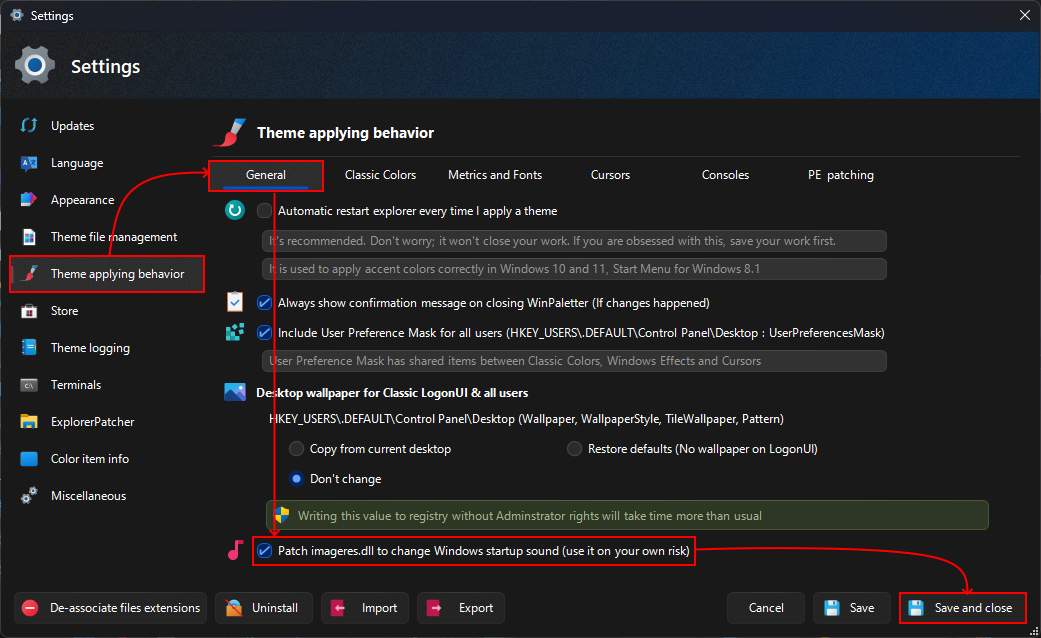 Settings
Settings
Updates
Language
Appearance
Theme file management
Theme applying behavior
Store
Theme logging
Terminals
ExplorerPatcher
Color item info
Miscellaneous
Theme applying behavior
General
Classic Colors
Metrics and Fonts
Cursors
Consoles
PE patching
Automatic restart explorer every time I apply a theme
It's recommended. Don't worry; it won't close your work. If you are obsessed with this, save your work first.
It is used to apply accent colors correctly in Windows 10 and 11, Start Menu for Windows 8.1
Always show confirmation message on closing WinPaletter (If changes happened)
Include User Preference Mask for all users (HKEY_USERS\.DEFAULT\Control Panel\Desktop : UserPreferencesMask)
User Preference Mask has shared items between Classic Colors, Windows Effects and Cursors
Desktop wallpaper for Classic LogonUI & all users
HKEY_USERS\.DEFAULT\Control Panel\Desktop (Wallpaper, WallpaperStyle, TileWallpaper, Pattern)
Copy from current desktop
Restore defaults (No wallpaper on LogonUI)
Don't change
Writing this value to registry without Adminstrator rights will take time more than usual
Patch imageres.dll to change Windows startup sound (use it on your own risk)
De-associate files extensions
Uninstall
Import
Export
Cancel
Save
Save and close